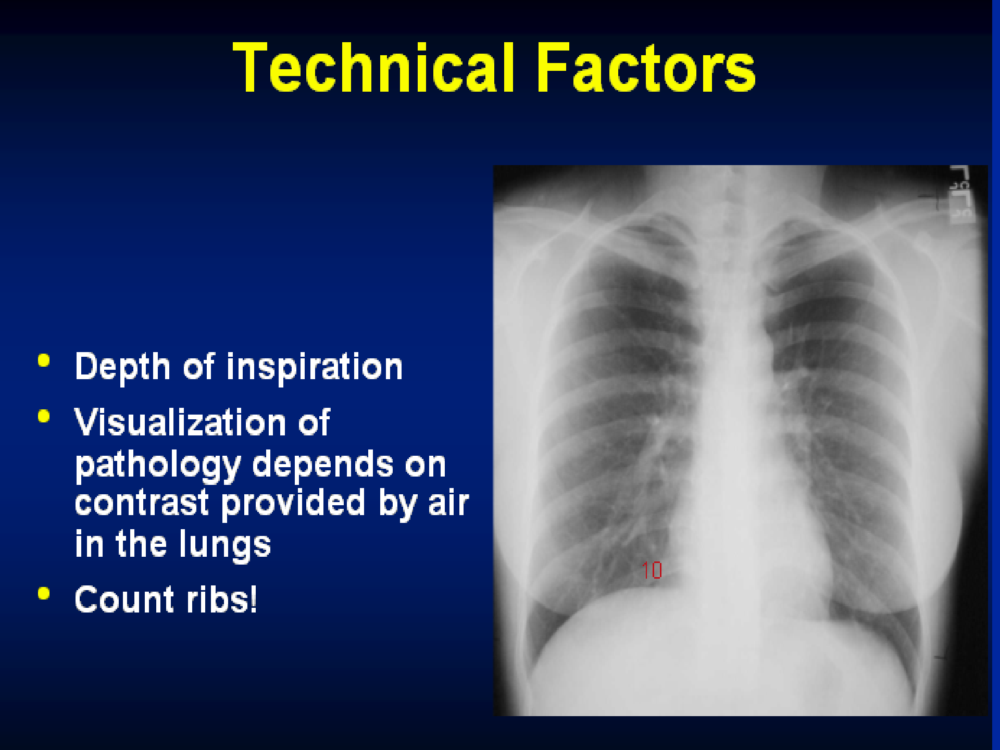 Technical Factors
Depth of inspiration
Visualization of
pathology depends on
contrast provided by air
in the lungs
Count ribs!
10